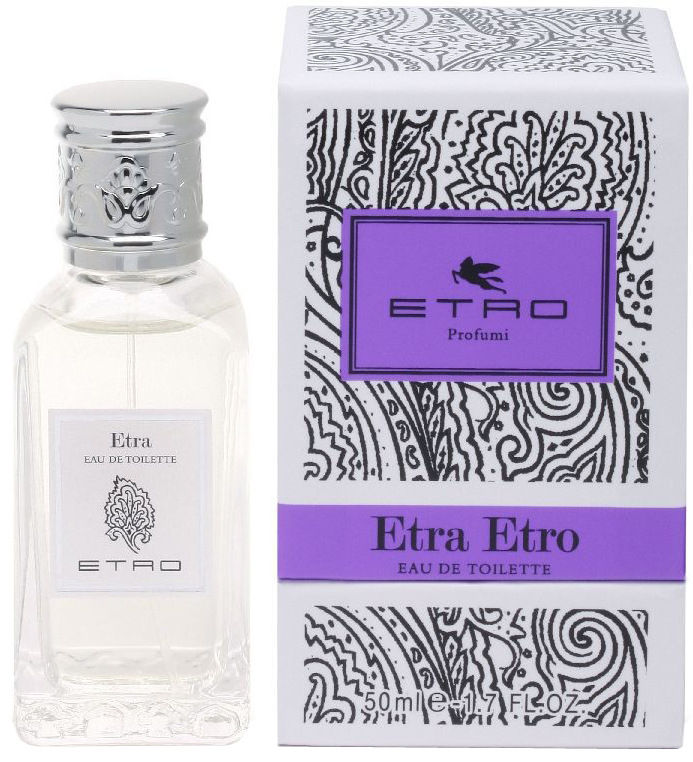 Etra
EAU DE TOILETTE
ETRO
ETRO
Profumi
Etra Etro
EAU DE TOILETTE
50ml e-1.7 FL.OZ.